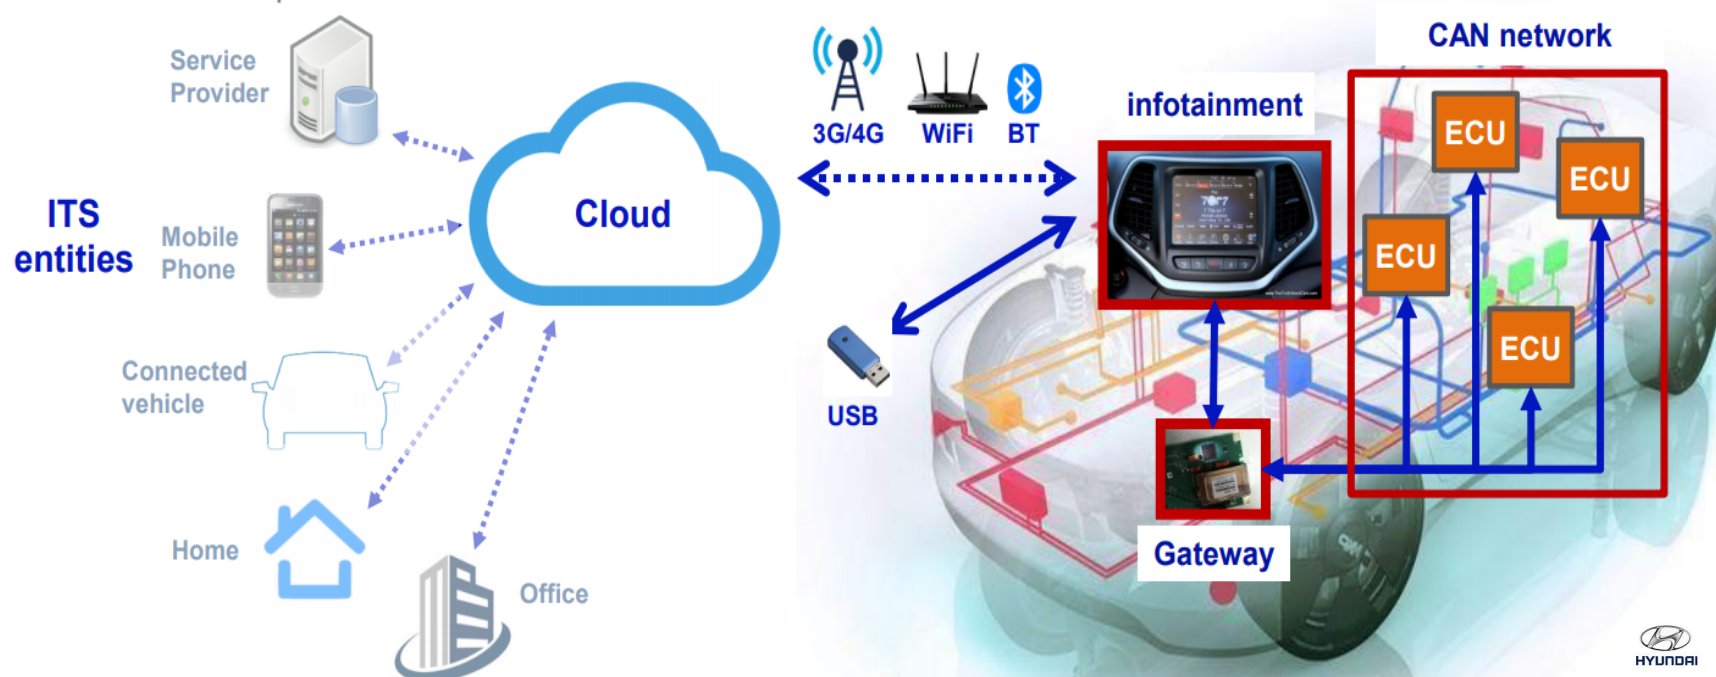 Service
Provider
ITS
entities
Mobile
Phone
Connected
vehicle
Home
Office
Cloud
3G/4G
WiFi
BT
USB
infotainment
Gateway
CAN network
ECU
ECU
ECU
ECU
HYUNDAI